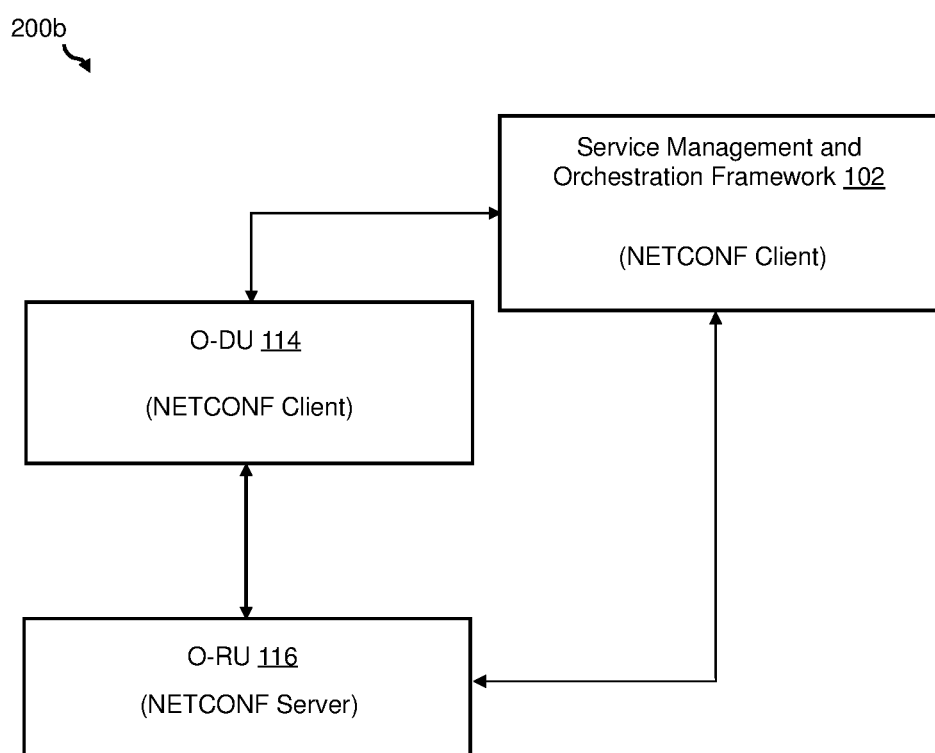 200b
Service Management and
Orchestration Framework 102
(NETCONF Client)
O-DU 114
(NETCONF Client)
O-RU 116
(NETCONF Server)